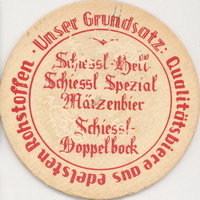 Unser Grundsatz: Qualitätsbiere aus edelsten Rohstoffen.
Schiessl-Hell
Schiessl Spezial
Märzenbier
Schiessl-
Doppelbock